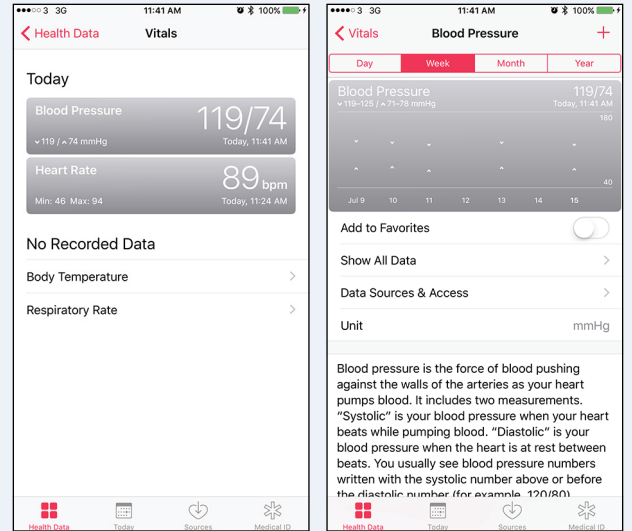 3 3G 11:41 AM 100%
Health Data Vitals
Today
Blood Pressure 119/74
119 / 74 mmHg Today, 11:41 AM
Heart Rate 89 bpm
Min: 46 Max: 94 Today, 11:24 AM
No Recorded Data
Body Temperature
Respiratory Rate
Health Data Today Sources Medical ID
3 3G 11:41 AM 100%
Vitals Blood Pressure +
Day Week Month Year
Blood Pressure 119/74
119–125 / 71–78 mmHg Today, 11:41 AM
180
40
Jul 9 10 11 12 13 14 15
Add to Favorites
Show All Data
Data Sources & Access
Unit mmHg
Blood pressure is the force of blood pushing
against the walls of the arteries as your heart
pumps blood. It includes two measurements.
“Systolic” is your blood pressure when your heart
beats while pumping blood. “Diastolic” is your
blood pressure when the heart is at rest between
beats. You usually see blood pressure numbers
written with the systolic number above or before
the diastolic number (for example, 120/80)
Health Data Today Sources Medical ID